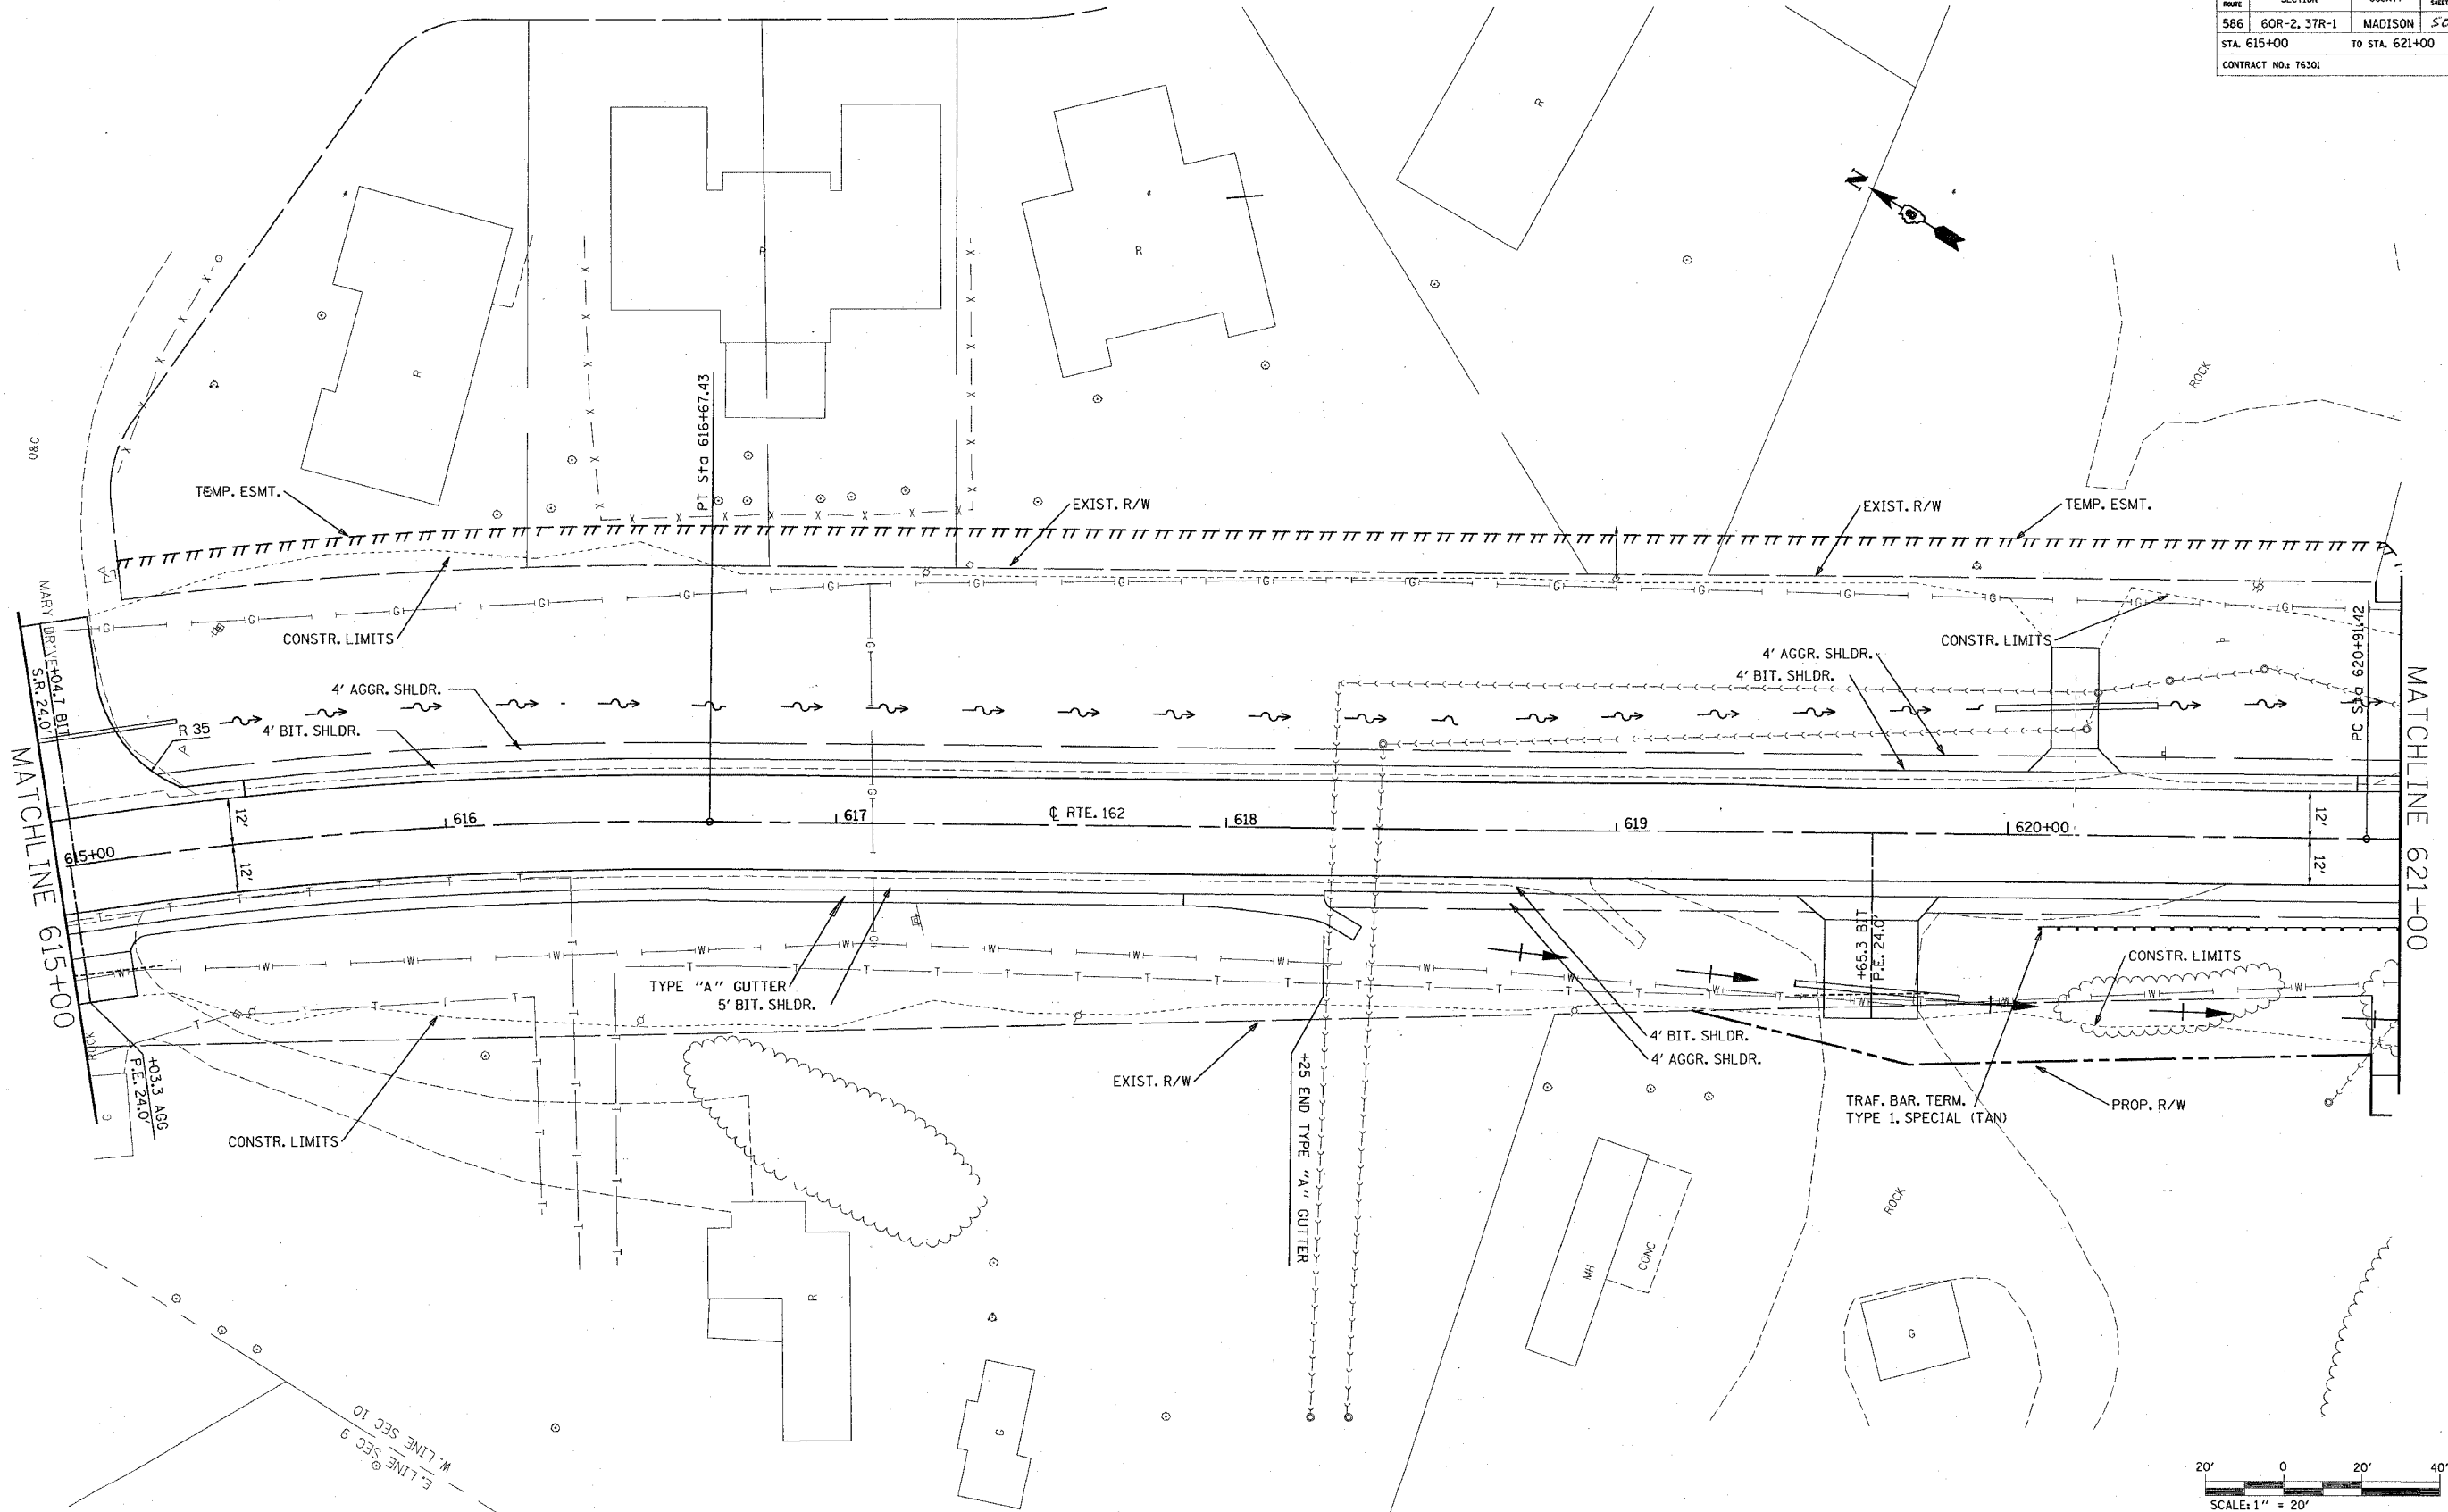 ROUTE SECTION COUNTY
586 60R-2, 37R-1 MADISON
STA. 615+00 TO STA. 621+00
CONTRACT NO.: 76301
N
R
R
R
R
ROCK
O&C
PT Sta 616+67.43
TEMP. ESMT.
EXIST. R/W
EXIST. R/W
TEMP. ESMT.
CONSTR. LIMITS
CONSTR. LIMITS
MARY DRIVE+04.7 BIT
S.R. 24.0'
4' AGGR. SHLDR.
4' BIT. SHLDR.
R 35
4' AGGR. SHLDR.
4' BIT. SHLDR.
PC Sta 620+91.42
MATCHLINE 615+00
MATCHLINE 621+00
615+00
616
617
℄ RTE. 162
618
619
620+00
12'
12'
12'
12'
TYPE "A" GUTTER
5' BIT. SHLDR.
+65.3 BIT
P.E. 24.0'
CONSTR. LIMITS
4' BIT. SHLDR.
4' AGGR. SHLDR.
ROCK
+03.3 AGG
P.E. 24.0'
G
CONSTR. LIMITS
EXIST. R/W
+25 END TYPE "A" GUTTER
TRAF. BAR. TERM.
TYPE 1, SPECIAL (TAN)
PROP. R/W
ROCK
MH
CONC
G
R
G
W. LINE SEC 10
E. LINE SEC 9
20' 0 20' 40'
SCALE: 1" = 20'